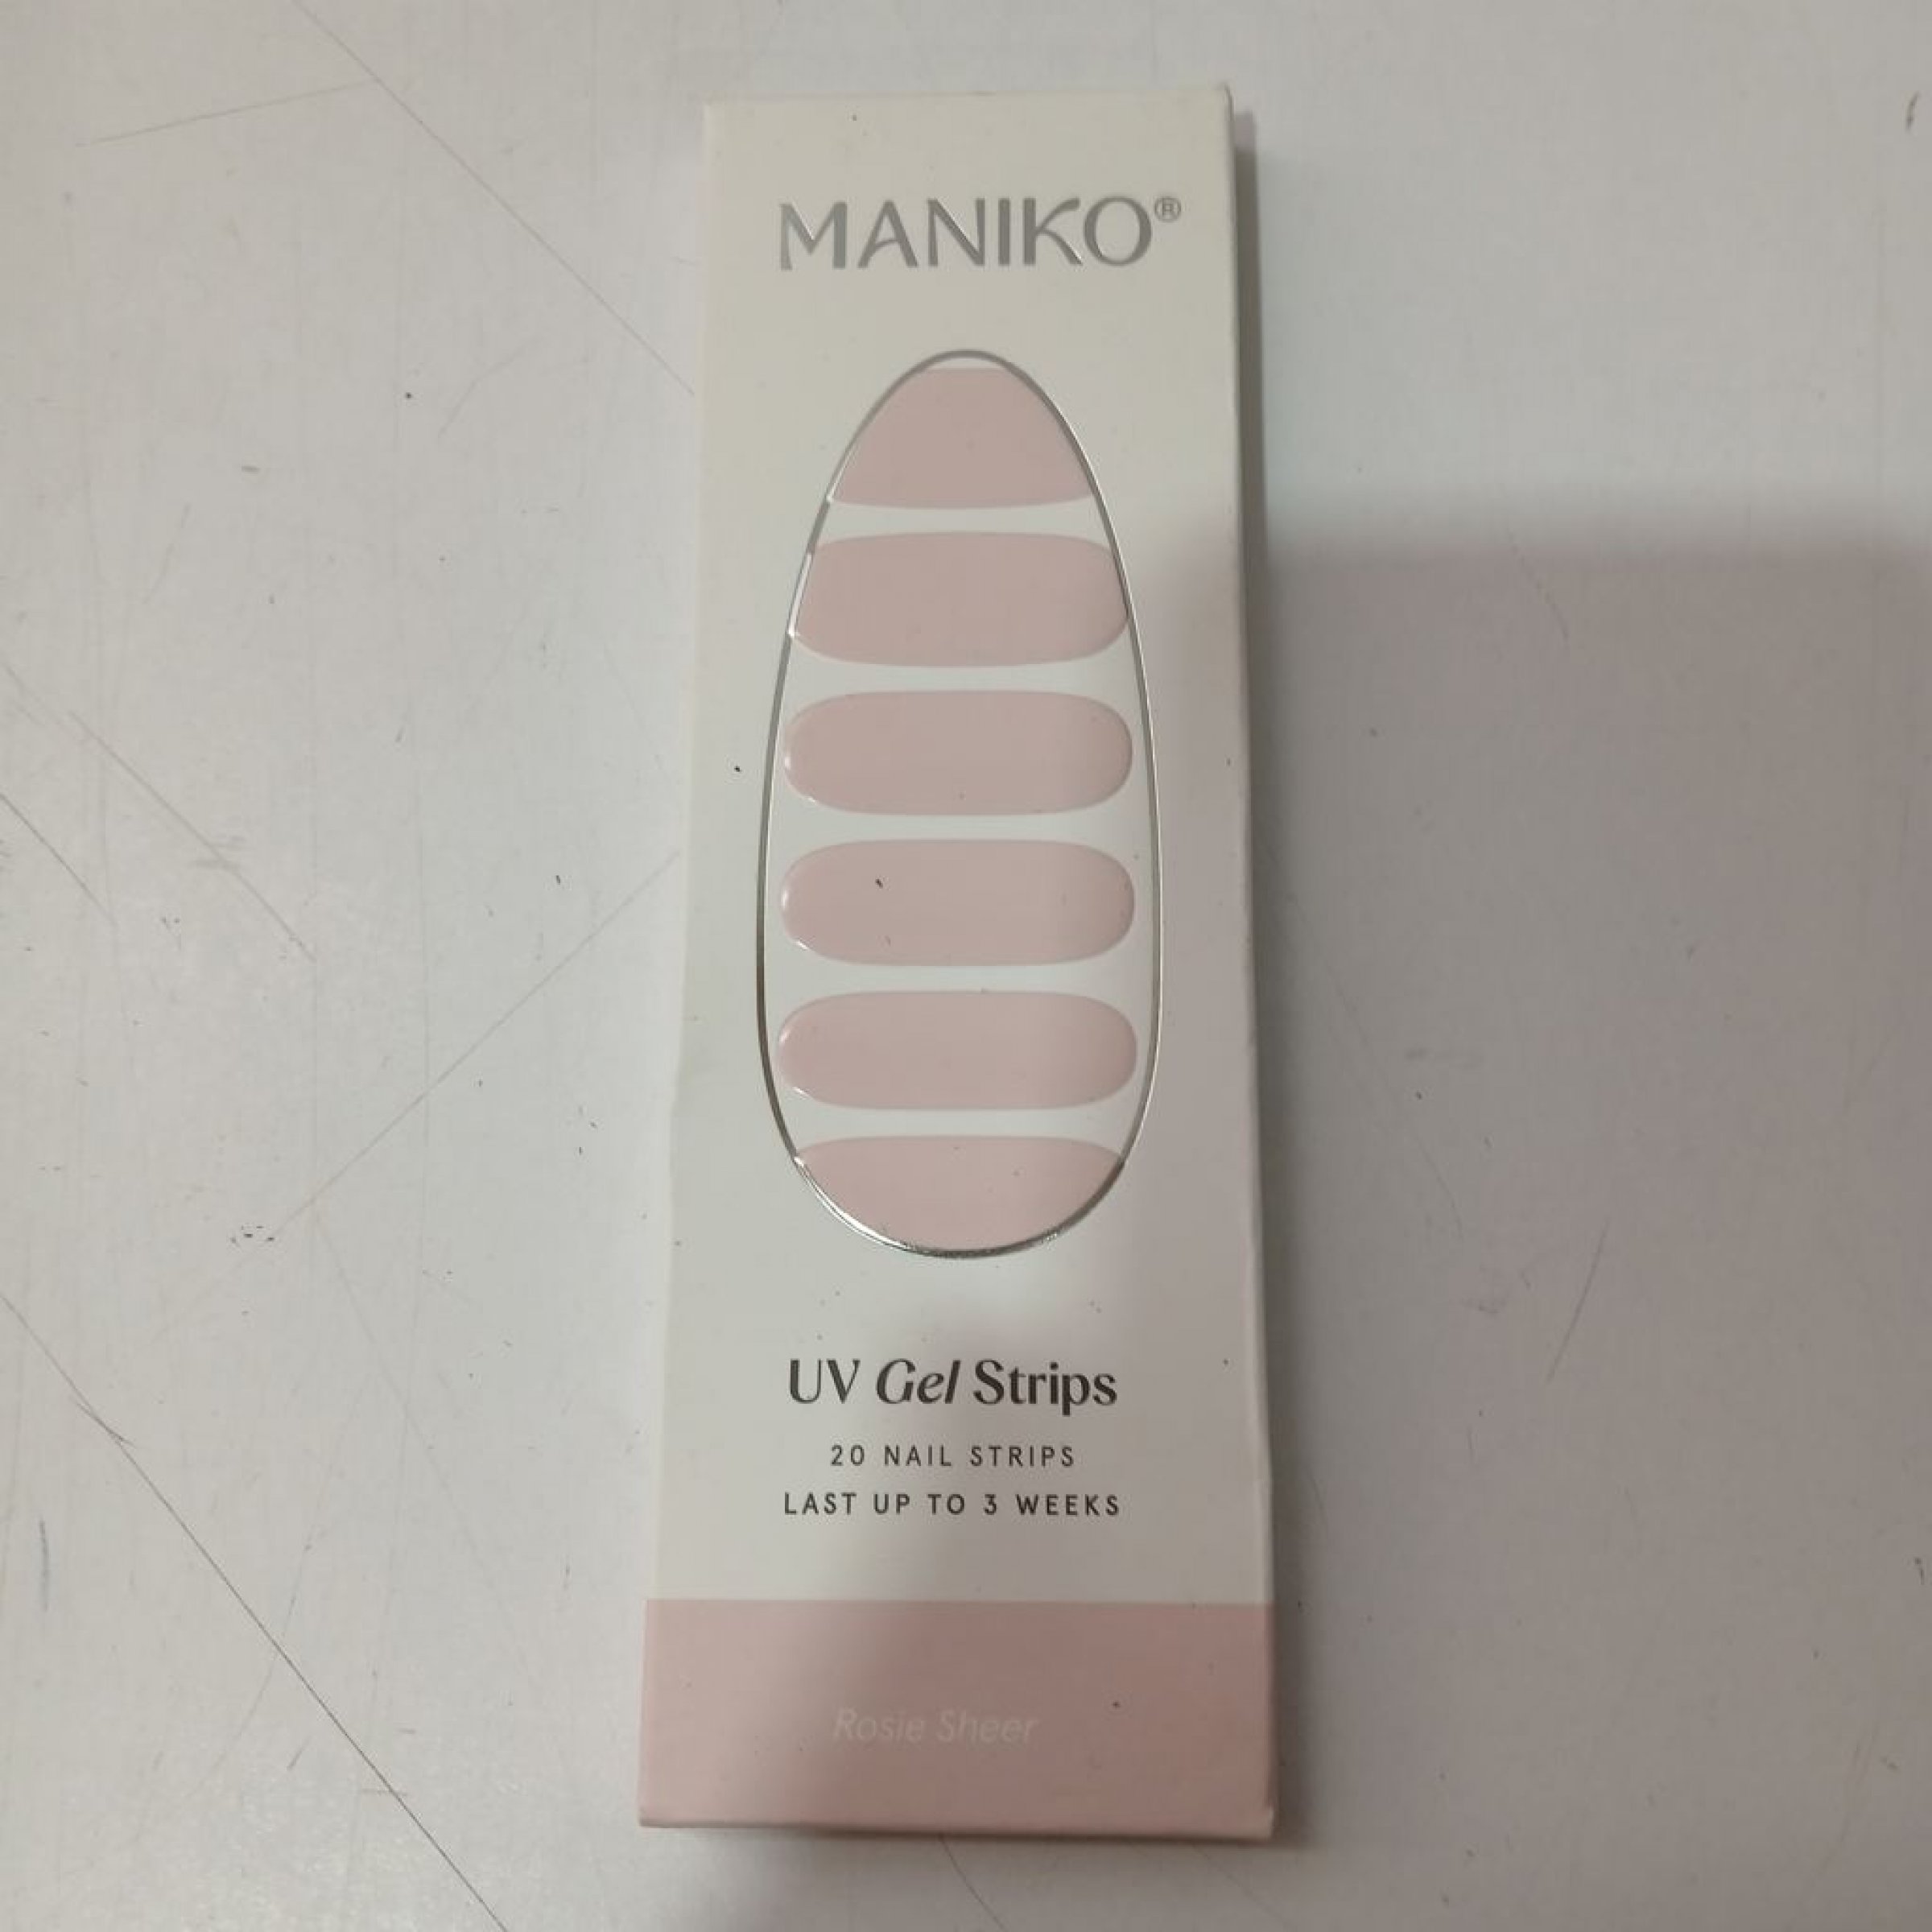 MANIKO®
UV Gel Strips
20 NAIL STRIPS
LAST UP TO 3 WEEKS
Rosie Sheer